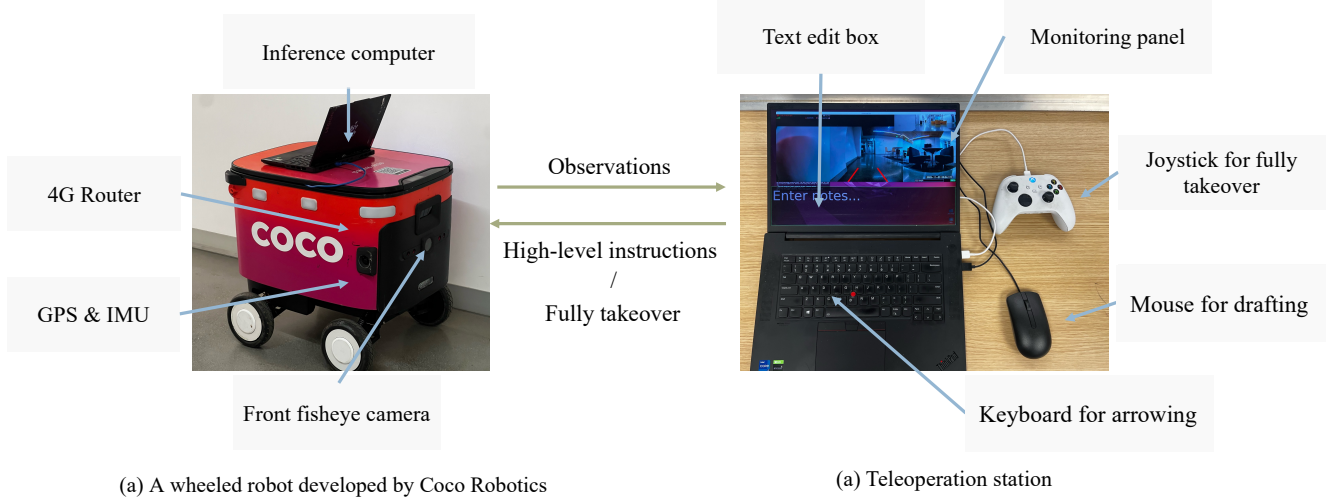 Inference computer
Text edit box
Monitoring panel
4G Router
GPS & IMU
COCO
Observations
High-level instructions
/
Fully takeover
Enter notes...
Joystick for fully
takeover
Mouse for drafting
Front fisheye camera
Keyboard for arrowing
(a) A wheeled robot developed by Coco Robotics
(a) Teleoperation station